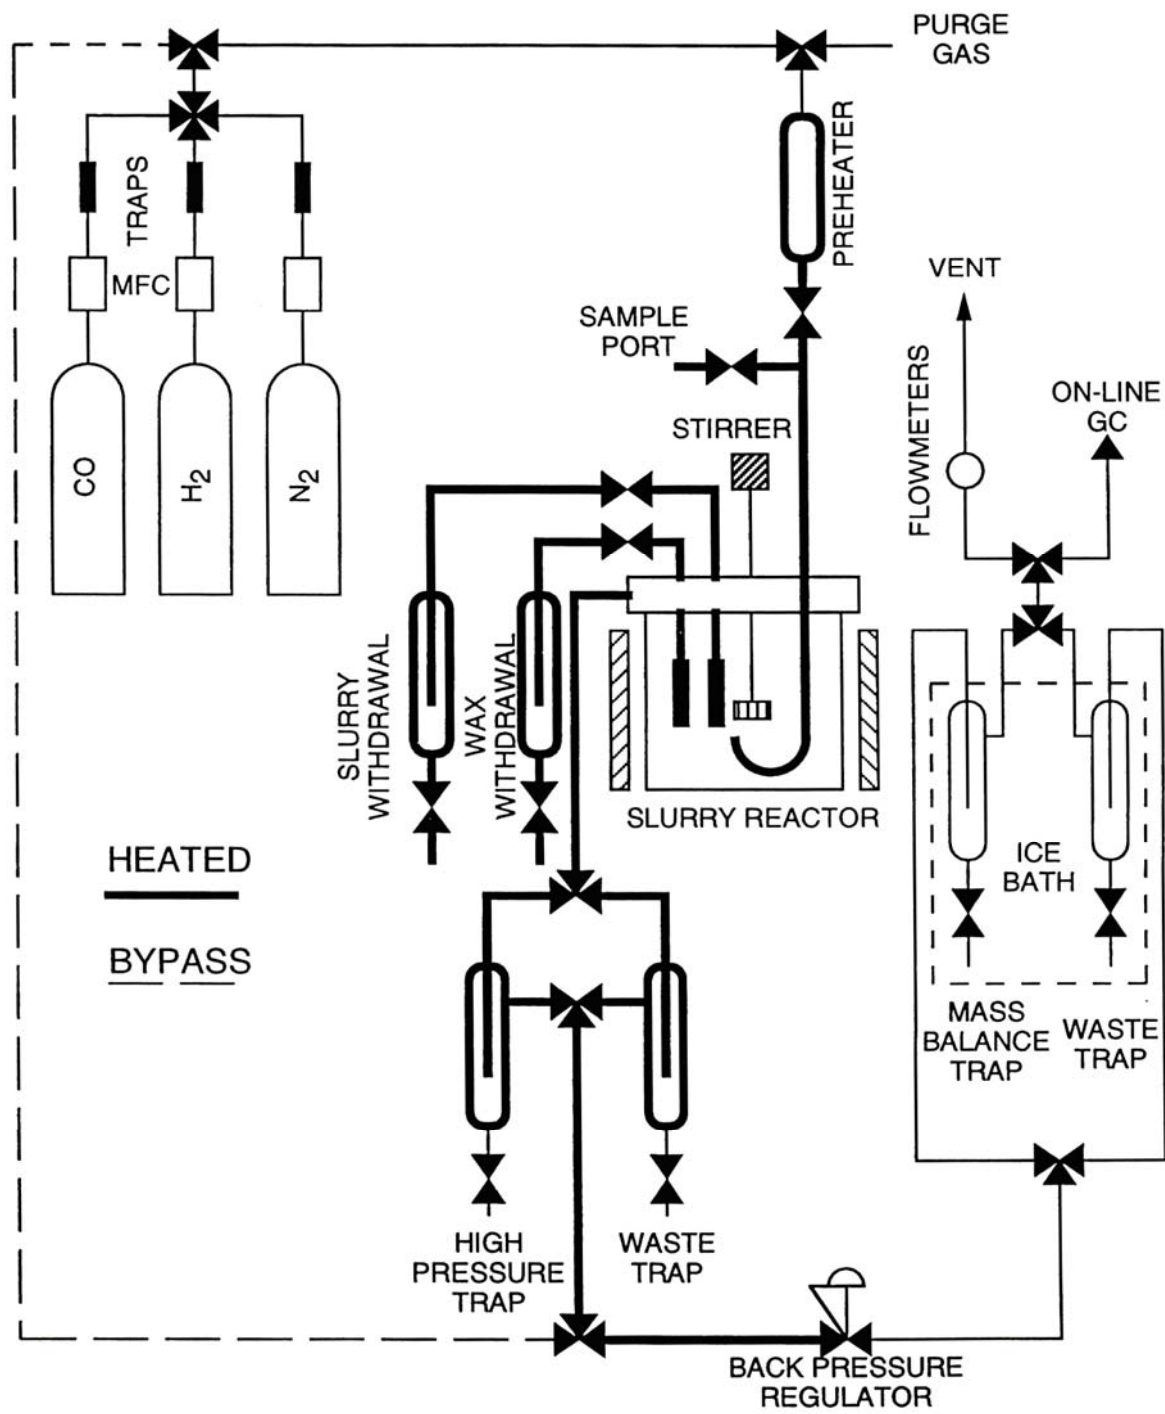 PURGE
GAS
TRAPS
PREHEATER
MFC
VENT
SAMPLE
PORT
FLOWMETERS
ON-LINE
GC
STIRRER
CO
H2
N2
SLURRY
WITHDRAWAL
WAX
WITHDRAWAL
SLURRY REACTOR
HEATED
ICE
BATH
BYPASS
MASS
BALANCE
TRAP
WASTE
TRAP
HIGH
PRESSURE
TRAP
WASTE
TRAP
BACK PRESSURE
REGULATOR